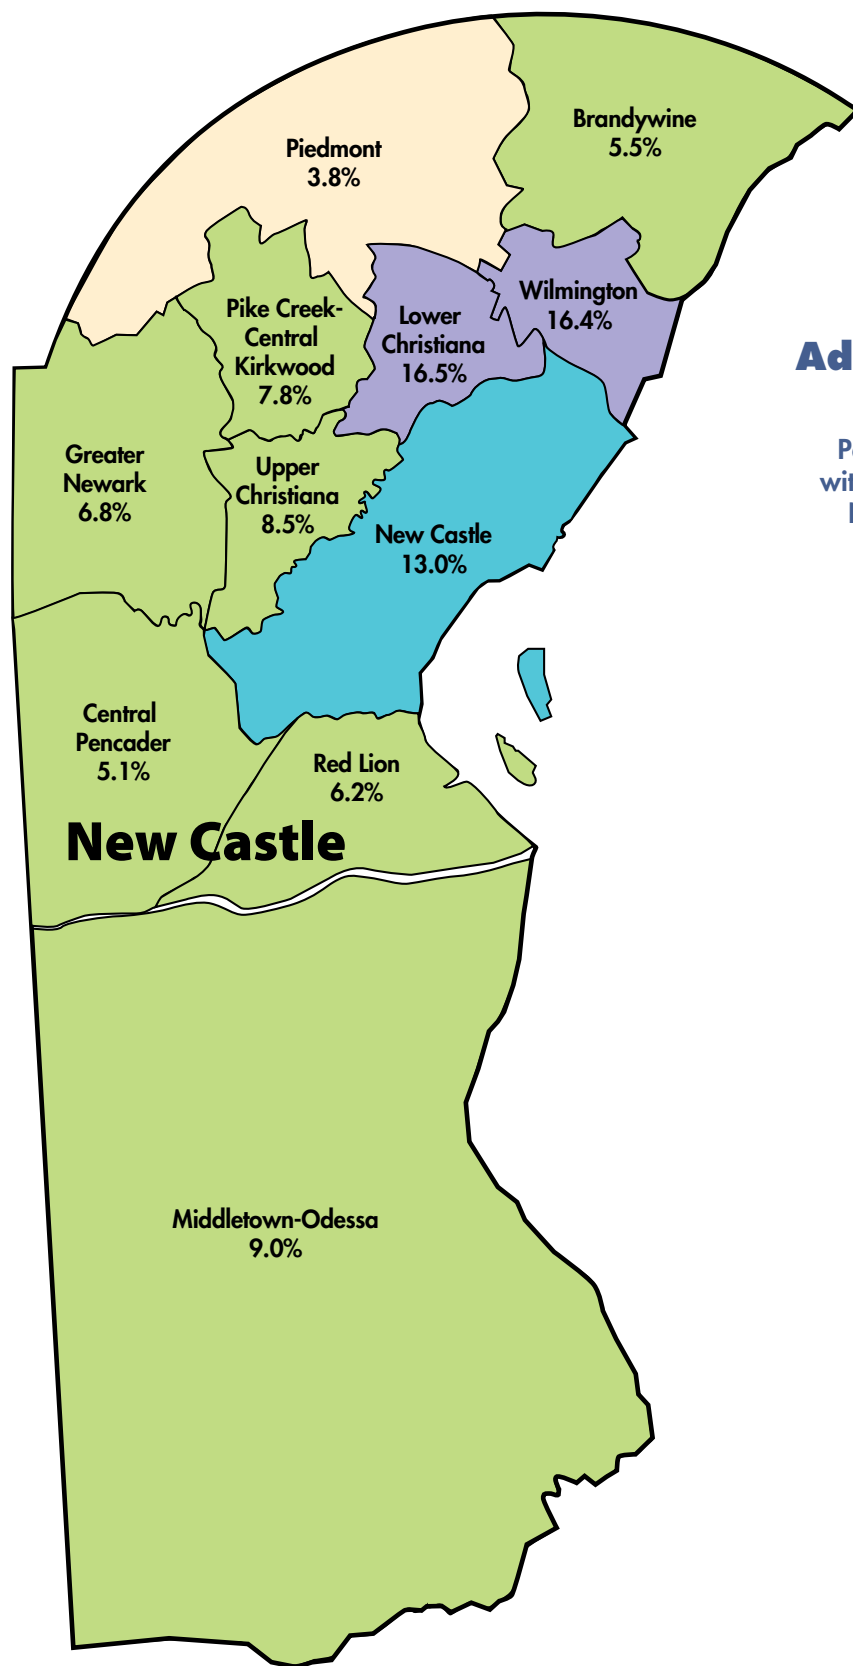 Brandywine
5.5%
Piedmont
3.8%
Wilmington
16.4%
Pike Creek-
Central
Kirkwood
7.8%
Lower
Christiana
16.5%
Ad
Greater
Newark
6.8%
Upper
Christiana
8.5%
New Castle
13.0%
wit
Central
Pencader
5.1%
Red Lion
6.2%
New Castle
Middletown-Odessa
9.0%